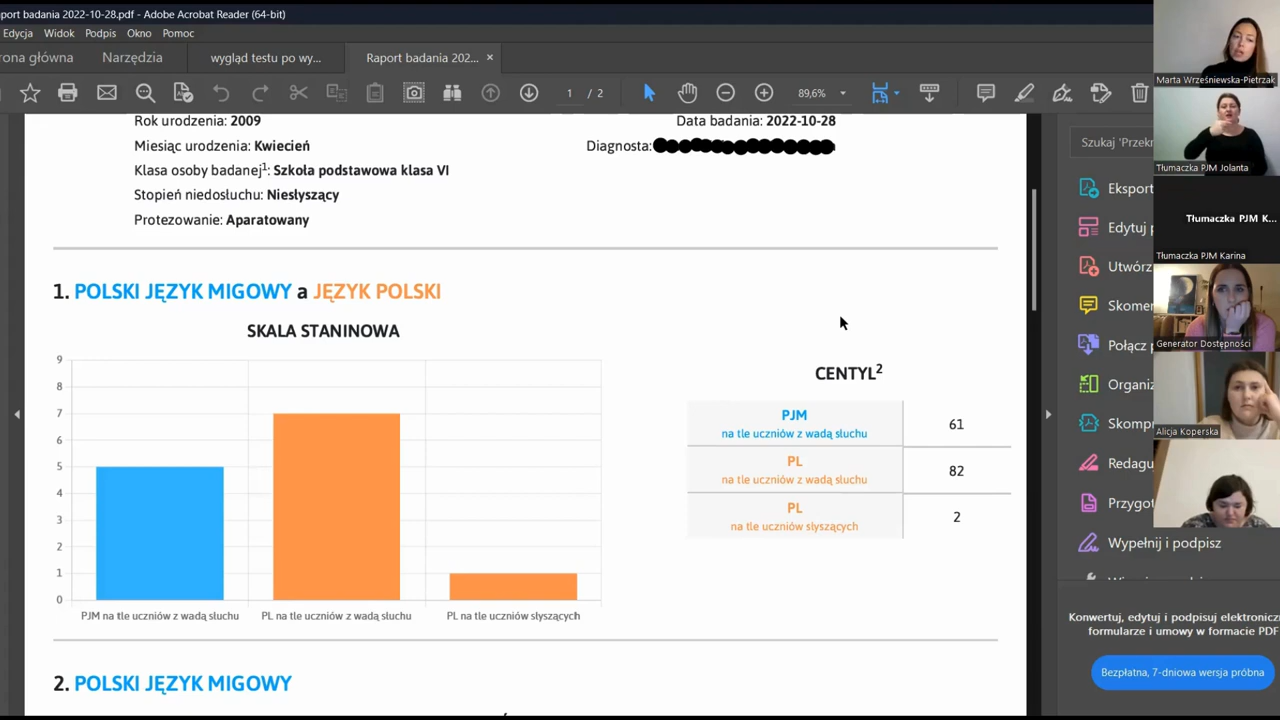 port badania 2022-10-28.pdf - Adobe Acrobat Reader (64-bit)
Edycja Widok Podpis Okno Pomoc
ona główna Narzędzia wygląd testu po wy... Raport badania 202... ×
1 / 2 89,6%
Rok urodzenia: 2009
Miesiąc urodzenia: Kwiecień
Klasa osoby badanej1: Szkoła podstawowa klasa VI
Stopień niedosłuchu: Niesłyszący
Protezowanie: Aparatowany
Data badania: 2022-10-28
Diagnosta:
1. POLSKI JĘZYK MIGOWY a JĘZYK POLSKI
SKALA STANINOWA
9
8
7
6
5
4
3
2
1
0
PJM na tle uczniów z wadą słuchu
PL na tle uczniów z wadą słuchu
PL na tle uczniów słyszących
CENTYL2
PJM
na tle uczniów z wadą słuchu
61
PL
na tle uczniów z wadą słuchu
82
PL
na tle uczniów słyszących
2
2. POLSKI JĘZYK MIGOWY
Szukaj 'Przekr
Eksport
Edytuj p
Utwórz
Skomen
Połącz p
Organiz
Skompr
Redagu
Przygot
Wypełnij i podpisz
Konwertuj, edytuj i podpisuj elektroniczn
formularze i umowy w formacie PDF
Bezpłatna, 7-dniowa wersja próbna
Marta Wrześniewska-Pietrzak
Tłumaczka PJM Jolanta
Tłumaczka PJM K...
Tłumaczka PJM Karina
Generator Dostępności
Alicja Koperska